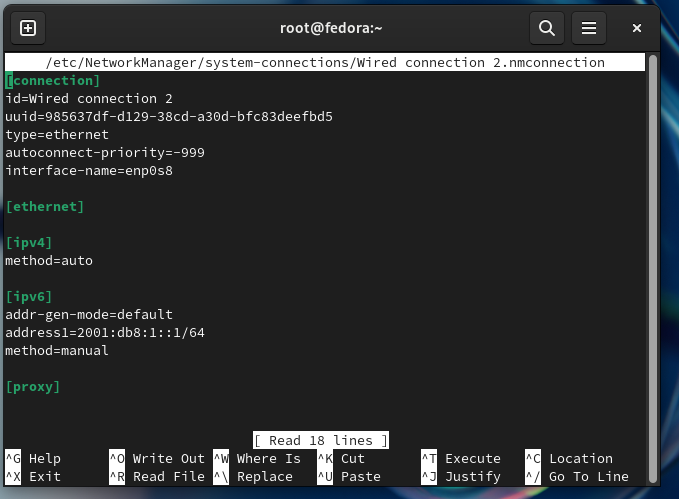 root@fedora:~
/etc/NetworkManager/system-connections/Wired connection 2.nmconnection
[connection]
id=Wired connection 2
uuid=985637df-d129-38cd-a30d-bfc83deefbd5
type=ethernet
autoconnect-priority=-999
interface-name=enp0s8
[ethernet]
[ipv4]
method=auto
[ipv6]
addr-gen-mode=default
address1=2001:db8:1::1/64
method=manual
[proxy]
[ Read 18 lines ]
^G Help ^O Write Out ^W Where Is ^K Cut ^T Execute ^C Location
^X Exit ^R Read File ^\ Replace ^U Paste ^J Justify ^/ Go To Line